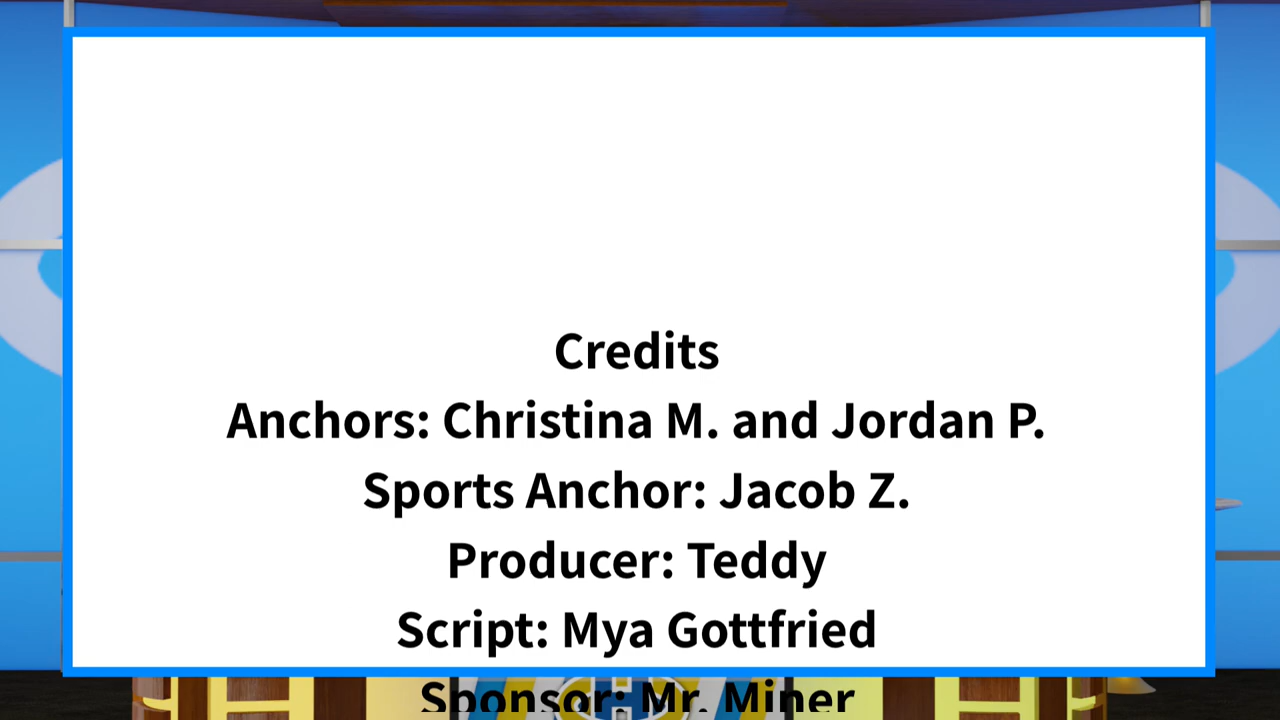 Credits
Anchors: Christina M. and Jordan P.
Sports Anchor: Jacob Z.
Producer: Teddy
Script: Mya Gottfried
Sponsor: Mr. Miner